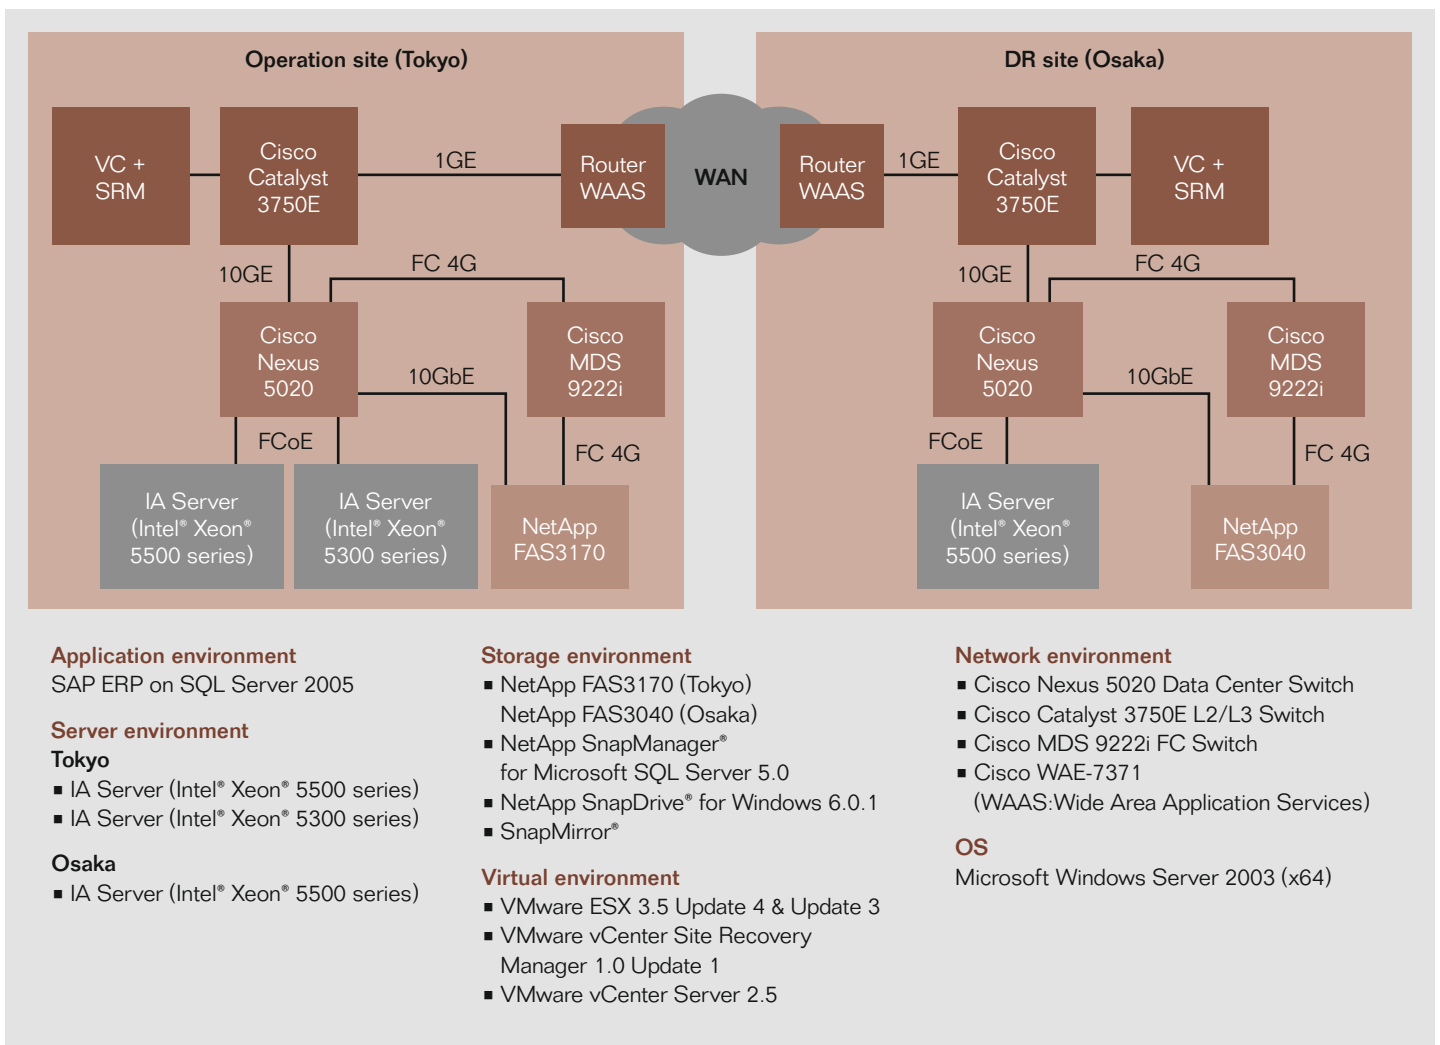 Operation site (Tokyo)
VC +
SRM
Cisco
Catalyst
3750E
1GE
Router
WAAS
WAN
10GE
FC 4G
Cisco
Nexus
5020
10GbE
Cisco
MDS
9222i
FCoE
FC 4G
IA Server
(Intel® Xeon®
5500 series)
IA Server
(Intel® Xeon®
5300 series)
NetApp
FAS3170
DR site (Osaka)
Router
WAAS
1GE
Cisco
Catalyst
3750E
VC +
SRM
10GE
FC 4G
Cisco
Nexus
5020
10GbE
Cisco
MDS
9222i
FCoE
FC 4G
IA Server
(Intel® Xeon®
5500 series)
NetApp
FAS3040
Application environment
SAP ERP on SQL Server 2005
Server environment
Tokyo
■ IA Server (Intel® Xeon® 5500 series)
■ IA Server (Intel® Xeon® 5300 series)
Osaka
■ IA Server (Intel® Xeon® 5500 series)
Storage environment
■ NetApp FAS3170 (Tokyo)
NetApp FAS3040 (Osaka)
■ NetApp SnapManager®
for Microsoft SQL Server 5.0
■ NetApp SnapDrive® for Windows 6.0.1
■ SnapMirror®
Virtual environment
■ VMware ESX 3.5 Update 4 & Update 3
■ VMware vCenter Site Recovery
Manager 1.0 Update 1
■ VMware vCenter Server 2.5
Network environment
■ Cisco Nexus 5020 Data Center Switch
■ Cisco Catalyst 3750E L2/L3 Switch
■ Cisco MDS 9222i FC Switch
■ Cisco WAE-7371
(WAAS:Wide Area Application Services)
OS
Microsoft Windows Server 2003 (x64)